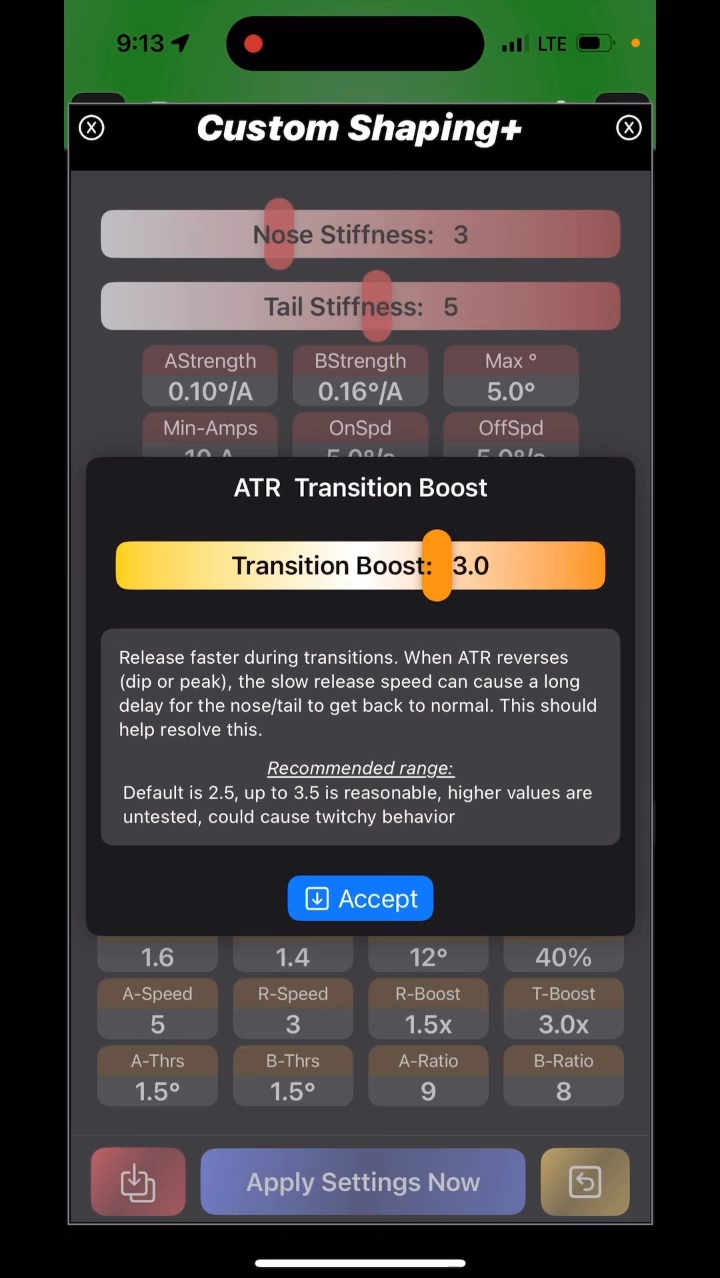 9:13
LTE
Custom Shaping+
Nose Stiffness: 3
Tail Stiffness: 5
AStrength BStrength Max °
0.10°/A 0.16°/A 5.0°
Min-Amps OnSpd OffSpd
ATR Transition Boost
Transition Boost: 3.0
Release faster during transitions. When ATR reverses
(dip or peak), the slow release speed can cause a long
delay for the nose/tail to get back to normal. This should
help resolve this.
Recommended range:
Default is 2.5, up to 3.5 is reasonable, higher values are
untested, could cause twitchy behavior
Accept
1.6 1.4 12° 40%
A-Speed R-Speed R-Boost T-Boost
5 3 1.5x 3.0x
A-Thrs B-Thrs A-Ratio B-Ratio
1.5° 1.5° 9 8
Apply Settings Now